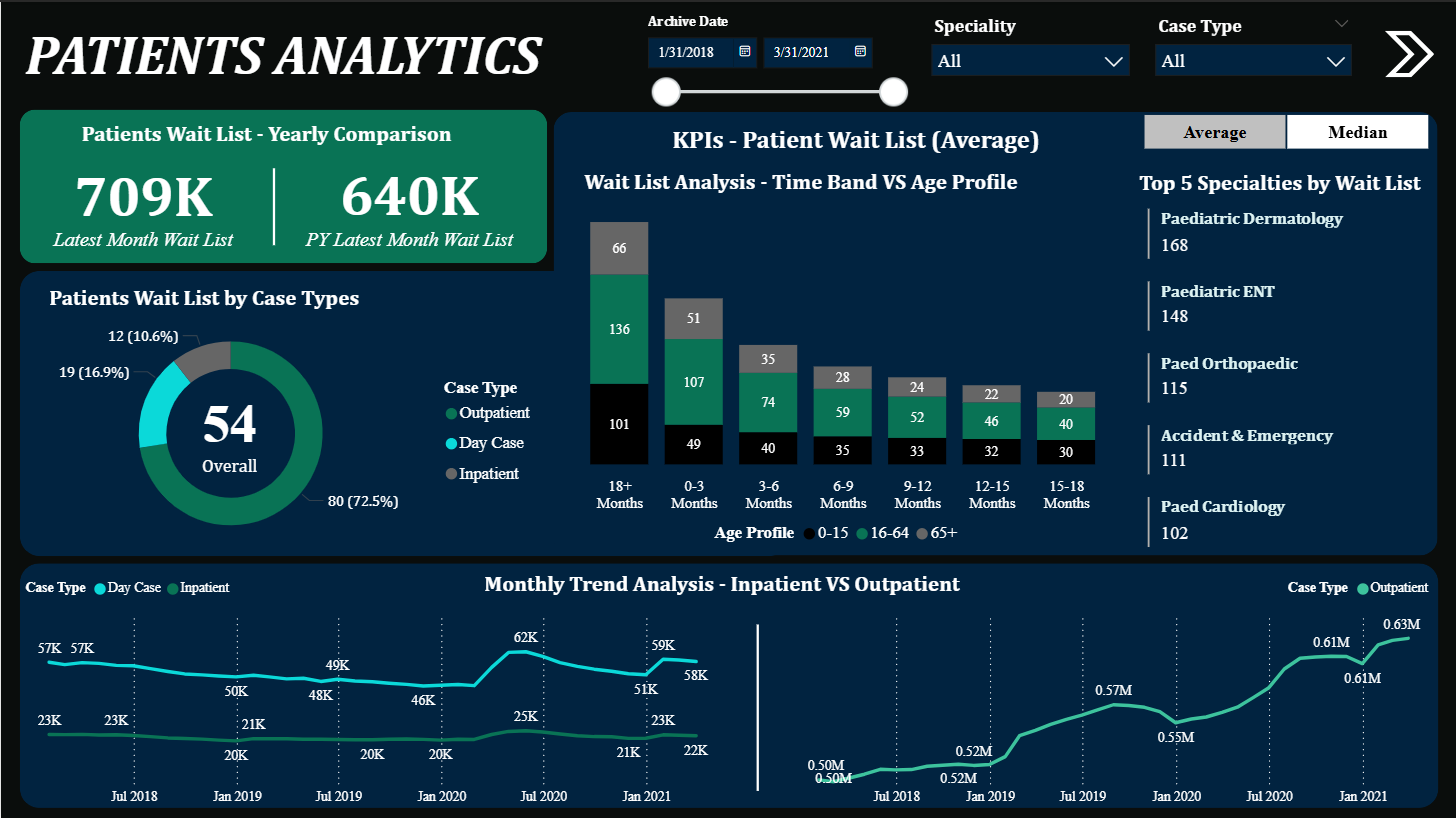 PATIENTS ANALYTICS
Archive Date
1/31/2018
3/31/2021
Speciality
All
Case Type
All
Patients Wait List - Yearly Comparison
709K
Latest Month Wait List
640K
PY Latest Month Wait List
KPIs - Patient Wait List (Average)
Average
Median
Patients Wait List by Case Types
12 (10.6%)
19 (16.9%)
80 (72.5%)
54
Overall
Case Type
Outpatient
Day Case
Inpatient
Wait List Analysis - Time Band VS Age Profile
66
136
101
51
107
49
35
74
40
28
59
35
24
52
33
22
46
32
20
40
30
18+ Months
0-3 Months
3-6 Months
6-9 Months
9-12 Months
12-15 Months
15-18 Months
Age Profile 0-15 16-64 65+
Top 5 Specialties by Wait List
Paediatric Dermatology
168
Paediatric ENT
148
Paed Orthopaedic
115
Accident & Emergency
111
Paed Cardiology
102
Monthly Trend Analysis - Inpatient VS Outpatient
Case Type Day Case Inpatient
57K
57K
50K
48K
49K
46K
62K
51K
59K
58K
23K
23K
20K
21K
20K
20K
25K
21K
23K
22K
Jul 2018
Jan 2019
Jul 2019
Jan 2020
Jul 2020
Jan 2021
Case Type Outpatient
0.50M
0.50M
0.52M
0.52M
0.57M
0.55M
0.61M
0.61M
0.63M
Jul 2018
Jan 2019
Jul 2019
Jan 2020
Jul 2020
Jan 2021